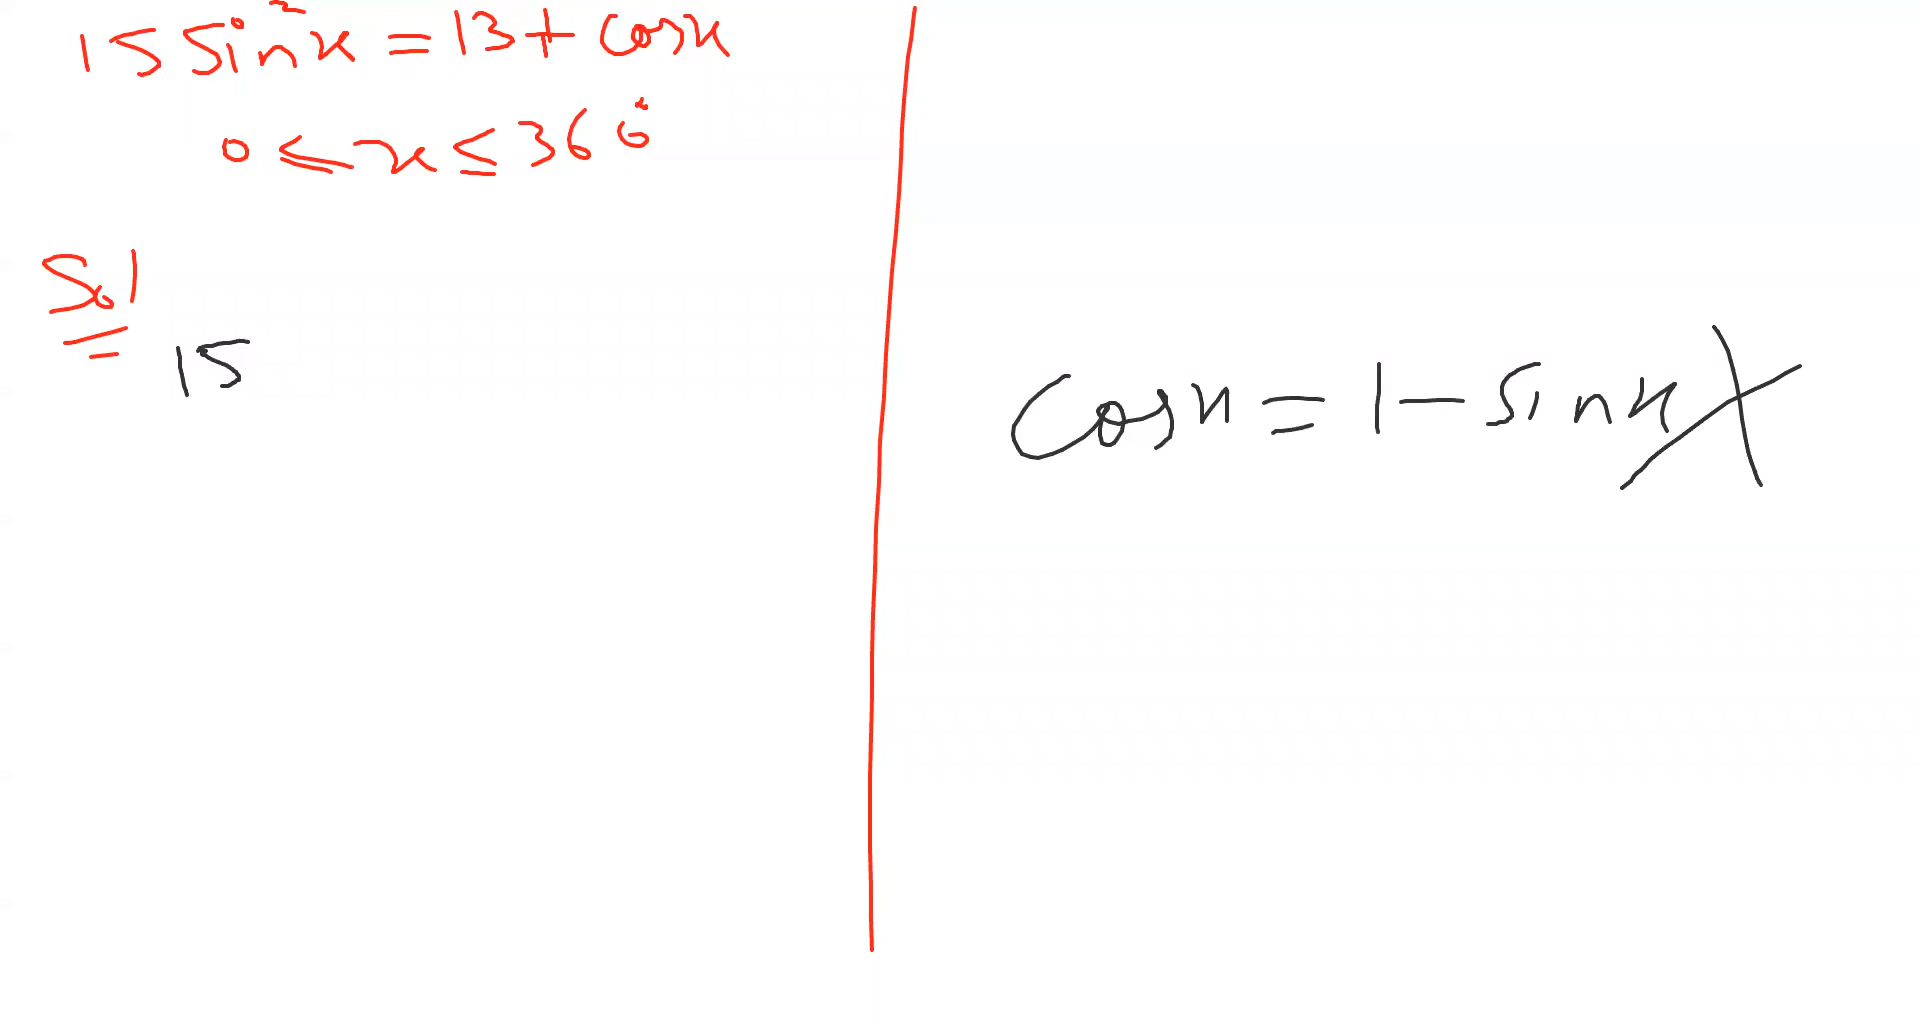 15 sin²x = 13 + cosx
0 ≤ x ≤ 360°
Sol
15
cosx = 1 - sinx